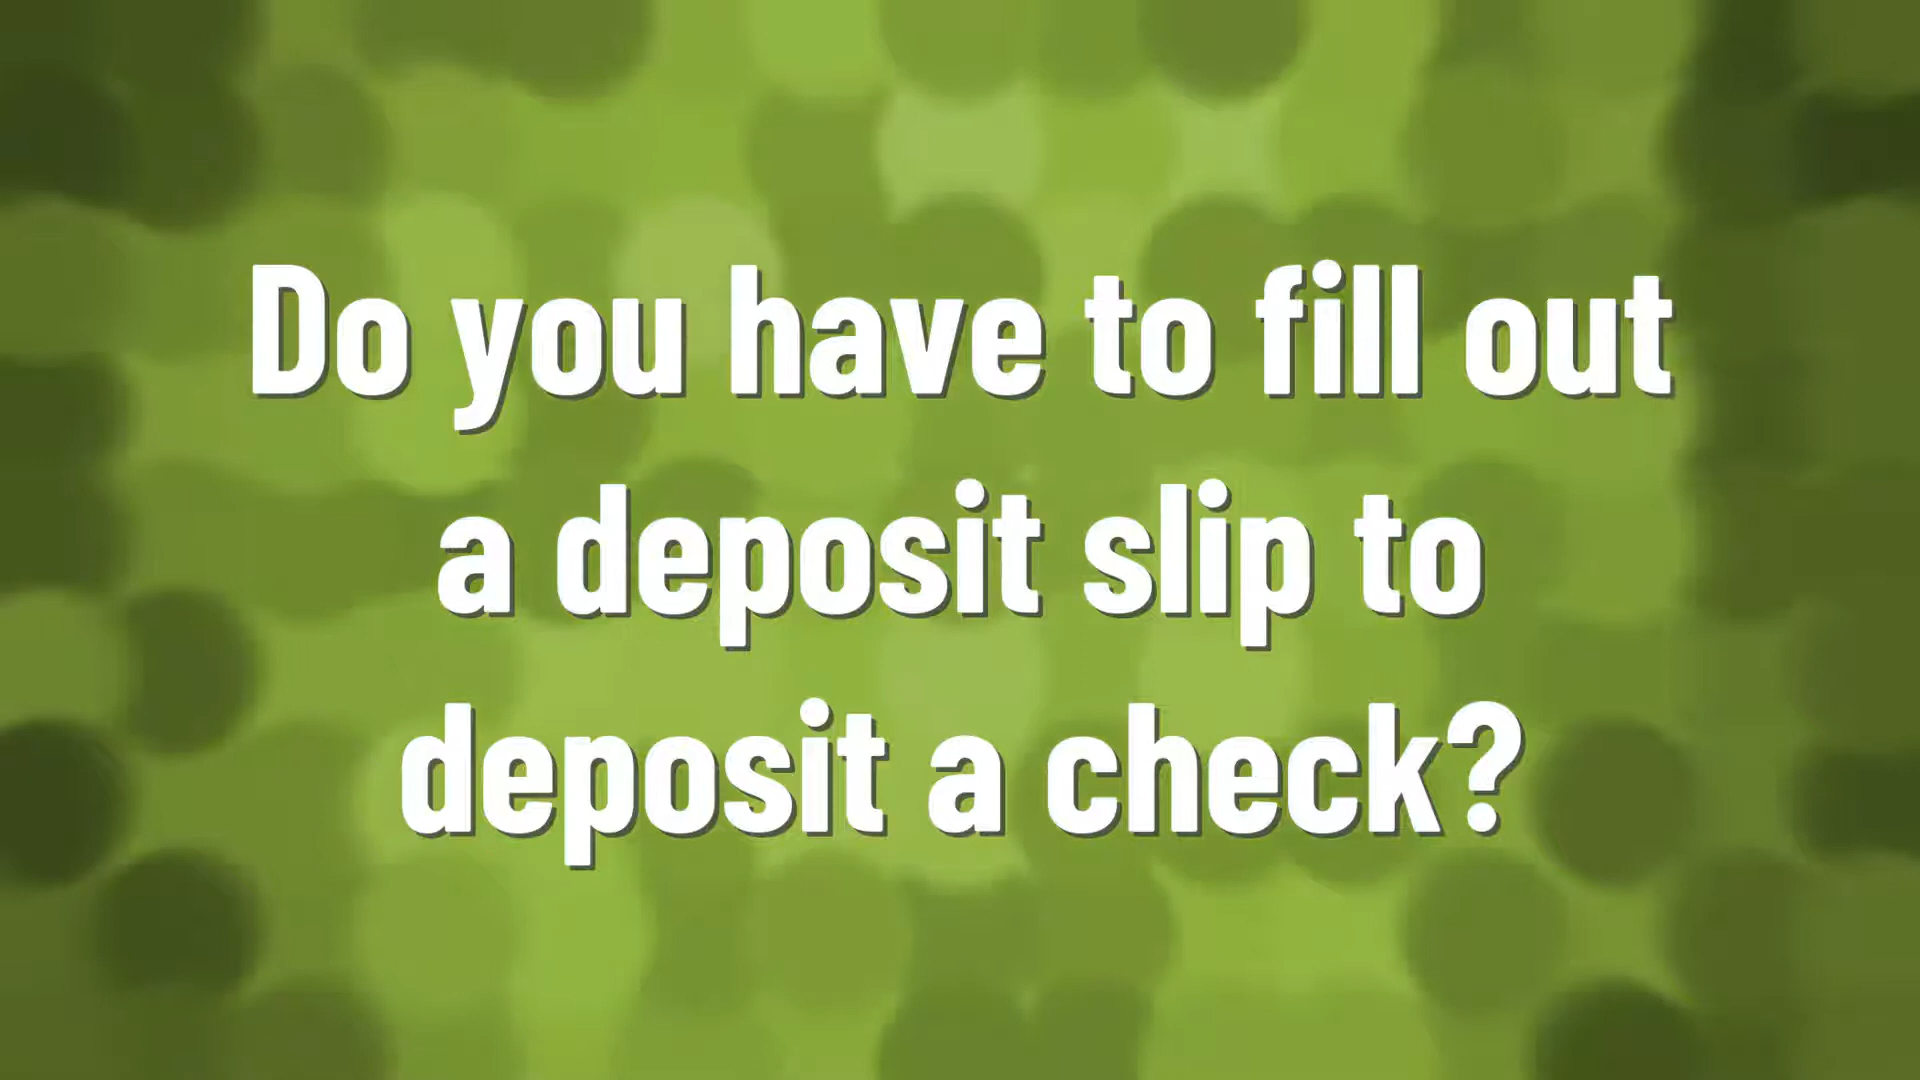 Do you have to fill out
a deposit slip to
deposit a check?